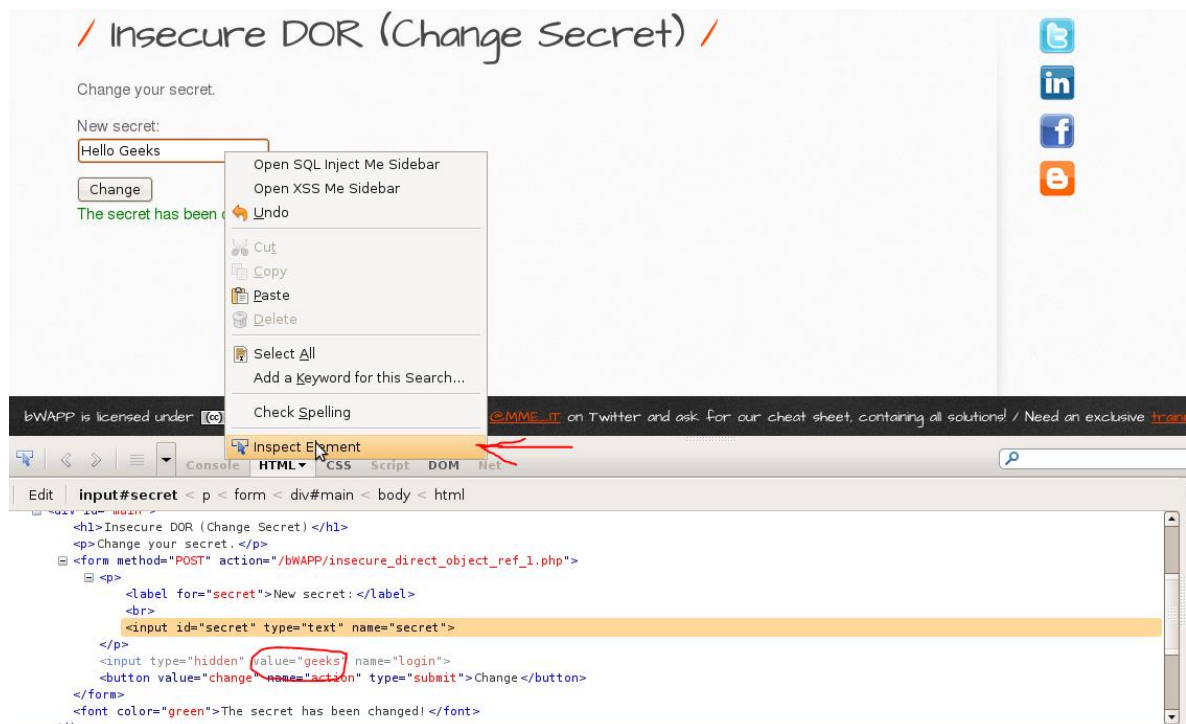 / Insecure DOR (Change Secret) /
Change your secret.
New secret:
Hello Geeks
Change
The secret has been
Open SQL Inject Me Sidebar
Open XSS Me Sidebar
Undo
Cut
Copy
Paste
Delete
Select All
Add a Keyword for this Search...
Check Spelling
Inspect Element
bWAPP is licensed under (cc) @MME_IT on Twitter and ask for our cheat sheet, containing all solutions! / Need an exclusive
Console HTML CSS Script DOM Net
Edit input#secret < p < form < div#main < body < html
<div id="main">
<h1>Insecure DOR (Change Secret)</h1>
<p>Change your secret.</p>
<form method="POST" action="/bWAPP/insecure_direct_object_ref_1.php">
<p>
<label for="secret">New secret:</label>
<br>
<input id="secret" type="text" name="secret">
</p>
<input type="hidden" value="geeks" name="login">
<button value="change" name="action" type="submit">Change</button>
</form>
<font color="green">The secret has been changed!</font>